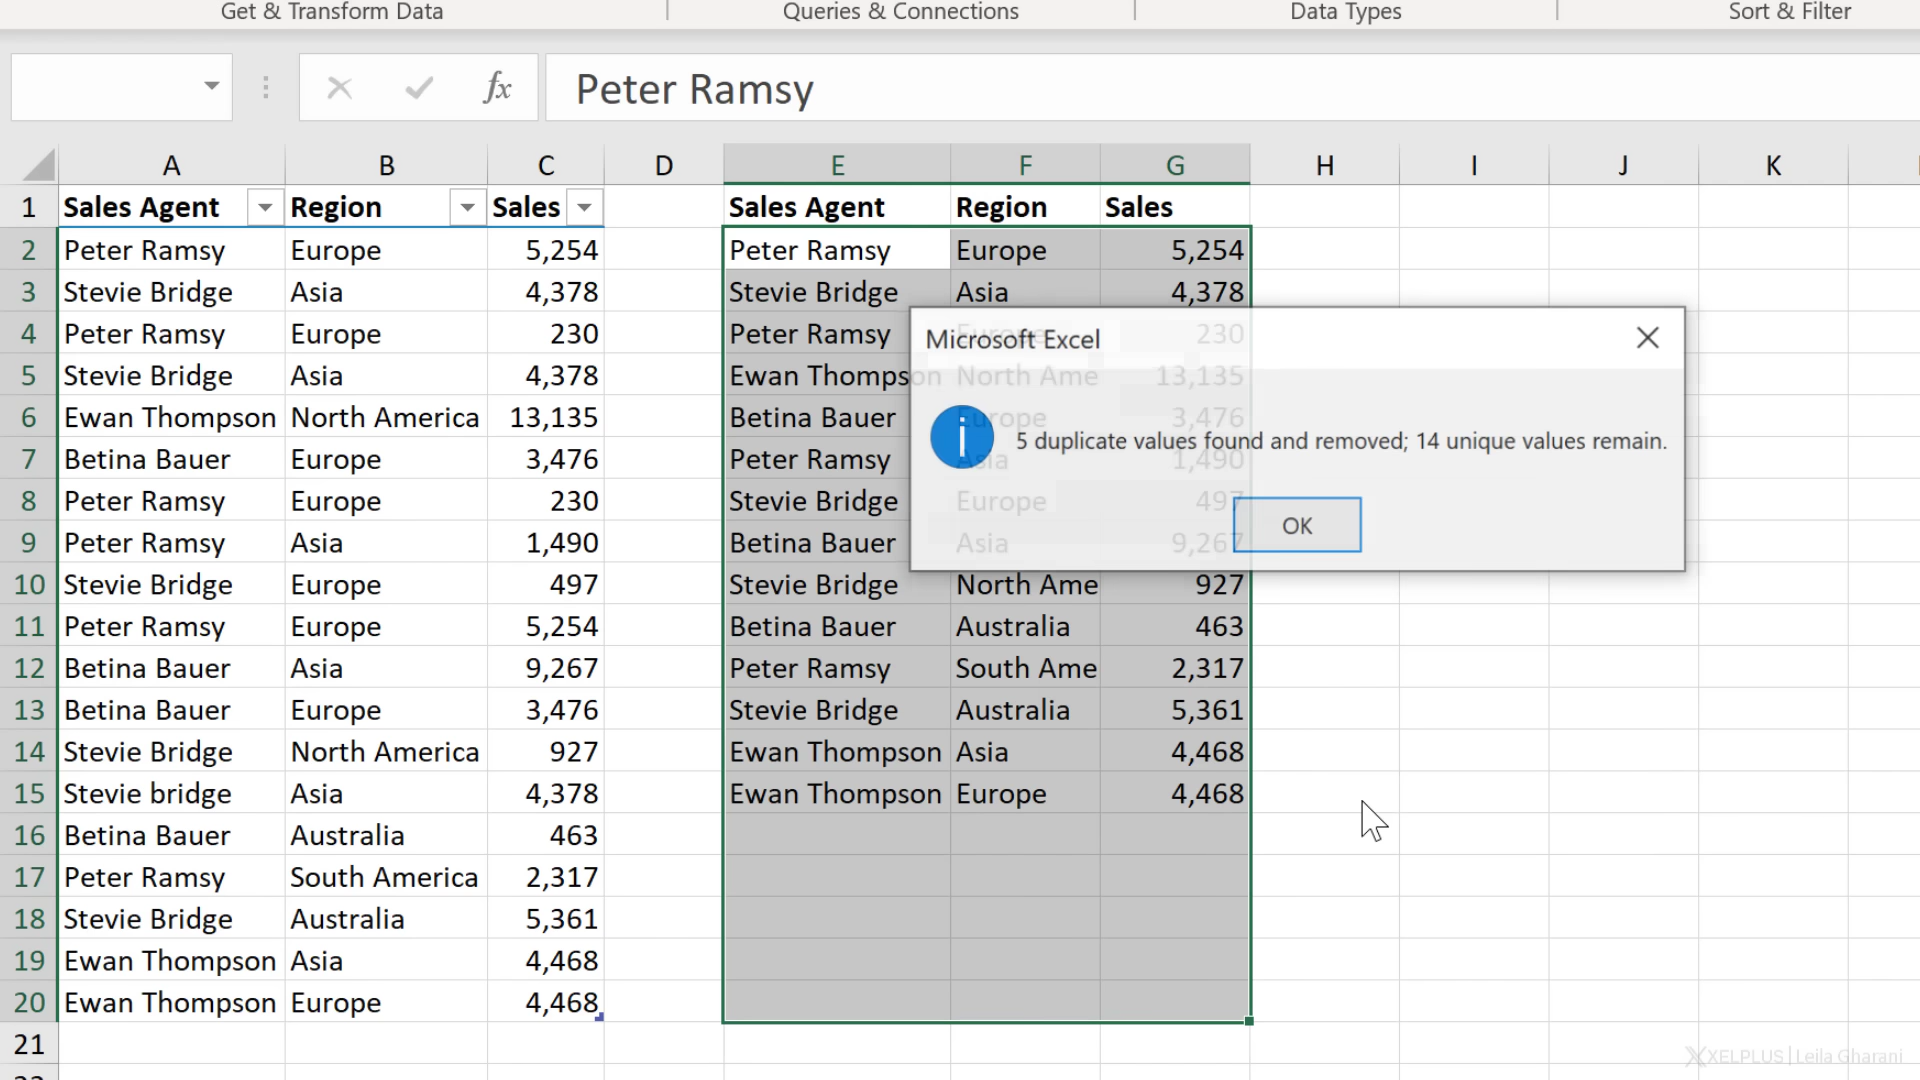 Get & Transform Data Queries & Connections Data Types Sort & Filter
fx Peter Ramsy
A B C D E F G H I J K
1 Sales Agent Region Sales Sales Agent Region Sales
2 Peter Ramsy Europe 5,254 Peter Ramsy Europe 5,254
3 Stevie Bridge Asia 4,378 Stevie Bridge Asia 4,378
4 Peter Ramsy Europe 230 Peter Ramsy Europe 230
Microsoft Excel
5 Stevie Bridge Asia 4,378 Ewan Thompson North Ame 13,135
6 Ewan Thompson North America 13,135 Betina Bauer Europe 3,476
5 duplicate values found and removed; 14 unique values remain.
7 Betina Bauer Europe 3,476 Peter Ramsy Asia 1,490
8 Peter Ramsy Europe 230 Stevie Bridge Europe 497
OK
9 Peter Ramsy Asia 1,490 Betina Bauer Asia 9,267
10 Stevie Bridge Europe 497 Stevie Bridge North Ame 927
11 Peter Ramsy Europe 5,254 Betina Bauer Australia 463
12 Betina Bauer Asia 9,267 Peter Ramsy South Ame 2,317
13 Betina Bauer Europe 3,476 Stevie Bridge Australia 5,361
14 Stevie Bridge North America 927 Ewan Thompson Asia 4,468
15 Stevie bridge Asia 4,378 Ewan Thompson Europe 4,468
16 Betina Bauer Australia 463
17 Peter Ramsy South America 2,317
18 Stevie Bridge Australia 5,361
19 Ewan Thompson Asia 4,468
20 Ewan Thompson Europe 4,468
21
XELPLUS | Leila Gharani